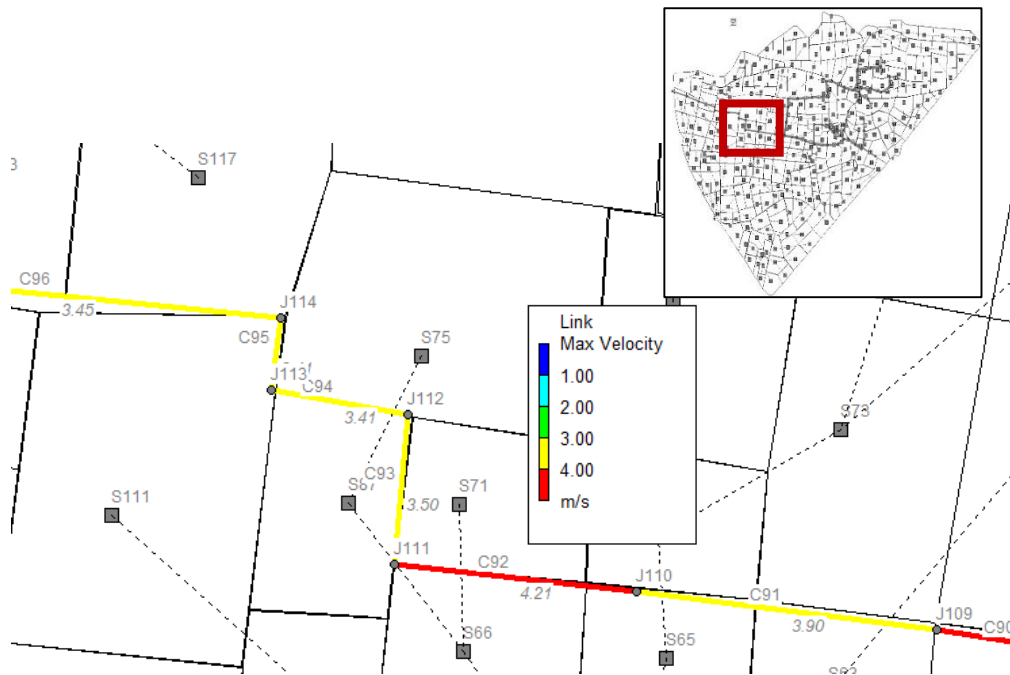 S117
3
C96
3.45
J114
C95
J113
C94
3.41
J112
S75
Link
Max Velocity
1.00
2.00
3.00
4.00
m/s
S73
C93
3.50
S71
S111
J111
C92
4.21
J110
C91
3.90
J109
C90
S66
S65